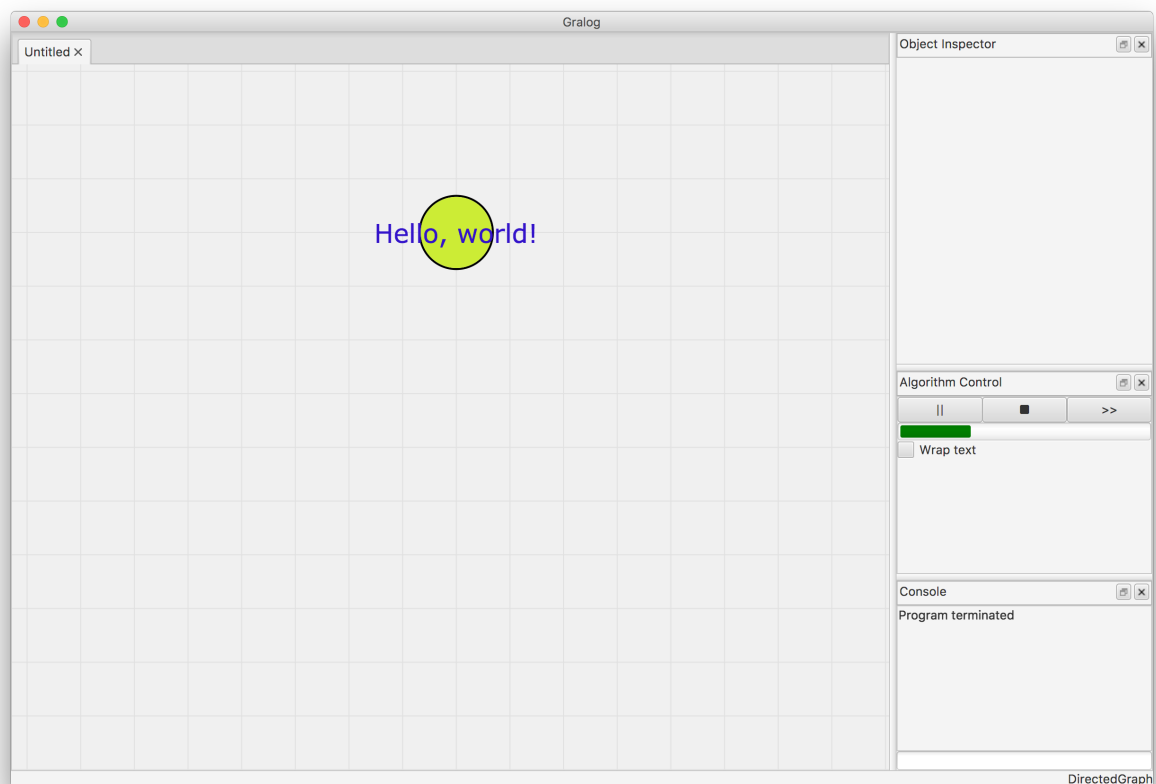 Gralog
Untitled
Object Inspector
Hello, world!
Algorithm Control
>>
Wrap text
Console
Program terminated
DirectedGraph